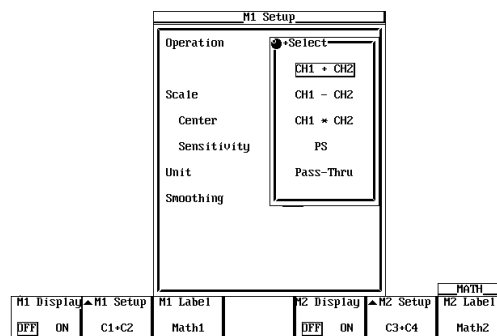 M1 Setup
Operation
+Select
CH1 + CH2
Scale
CH1 - CH2
Center
CH1 * CH2
Sensitivity
PS
Unit
Pass-Thru
Smoothing
MATH
M1 Display
M1 Setup
M1 Label
M2 Display
M2 Setup
M2 Label
OFF ON
C1+C2
Math1
OFF ON
C3+C4
Math2